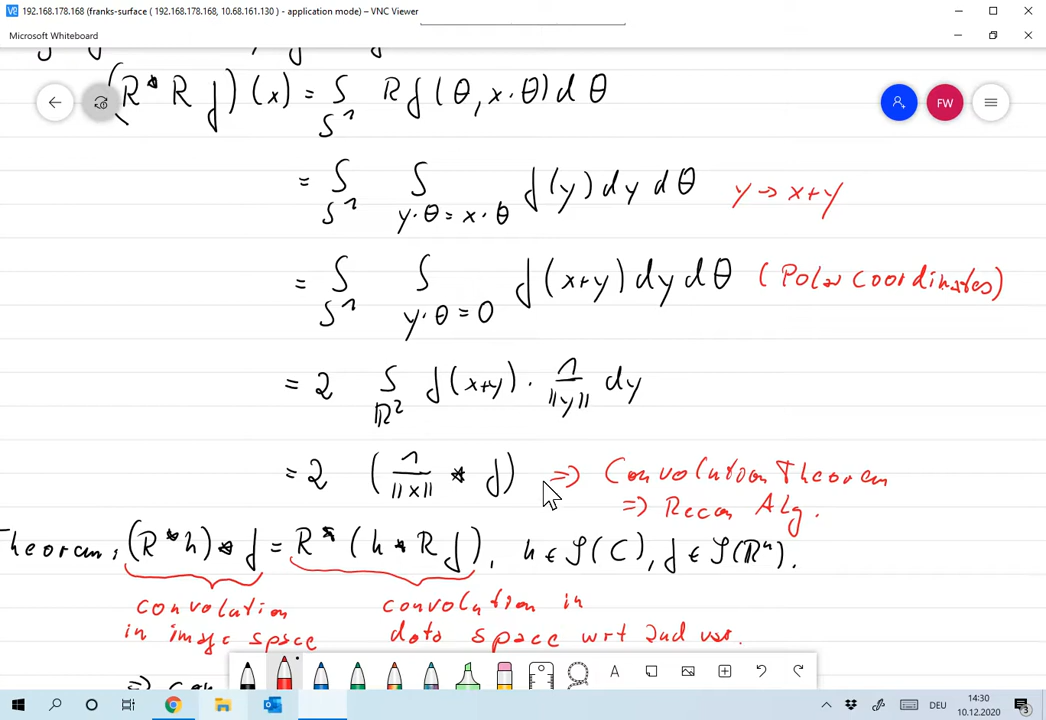 192.168.178.168 (franks-surface ( 192.168.178.168, 10.68.161.130 ) - application mode) - VNC Viewer
Microsoft Whiteboard
(R* R f) (x) = ∫_{S^1} R f (θ, x·θ) d θ
FW
= ∫_{S^1} ∫_{y·θ = x·θ} f(y) dy dθ y → x+y
= ∫_{S^1} ∫_{y·θ = 0} f(x+y) dy dθ (Polar Coordinates)
= 2 ∫_{ℝ^2} f(x+y) · 1/||y|| dy
= 2 (1/||x|| * f) => Convolution Theorem
=> Recon Alg.
Theorem: (R*h) * f = R* (h * R f), h ∈ S(C), f ∈ S(ℝ^n).
convolution convolution in
in image space data space wrt 2nd var.
A
14:30
DEU
10.12.2020
3